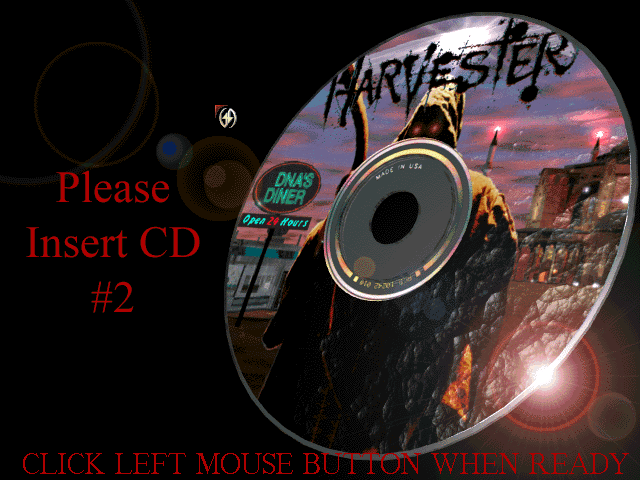 HARVESTER
MADE IN USA
DNA'S
DINER
Open 24 Hours
Please
Insert CD
#2
CLICK LEFT MOUSE BUTTON WHEN READY